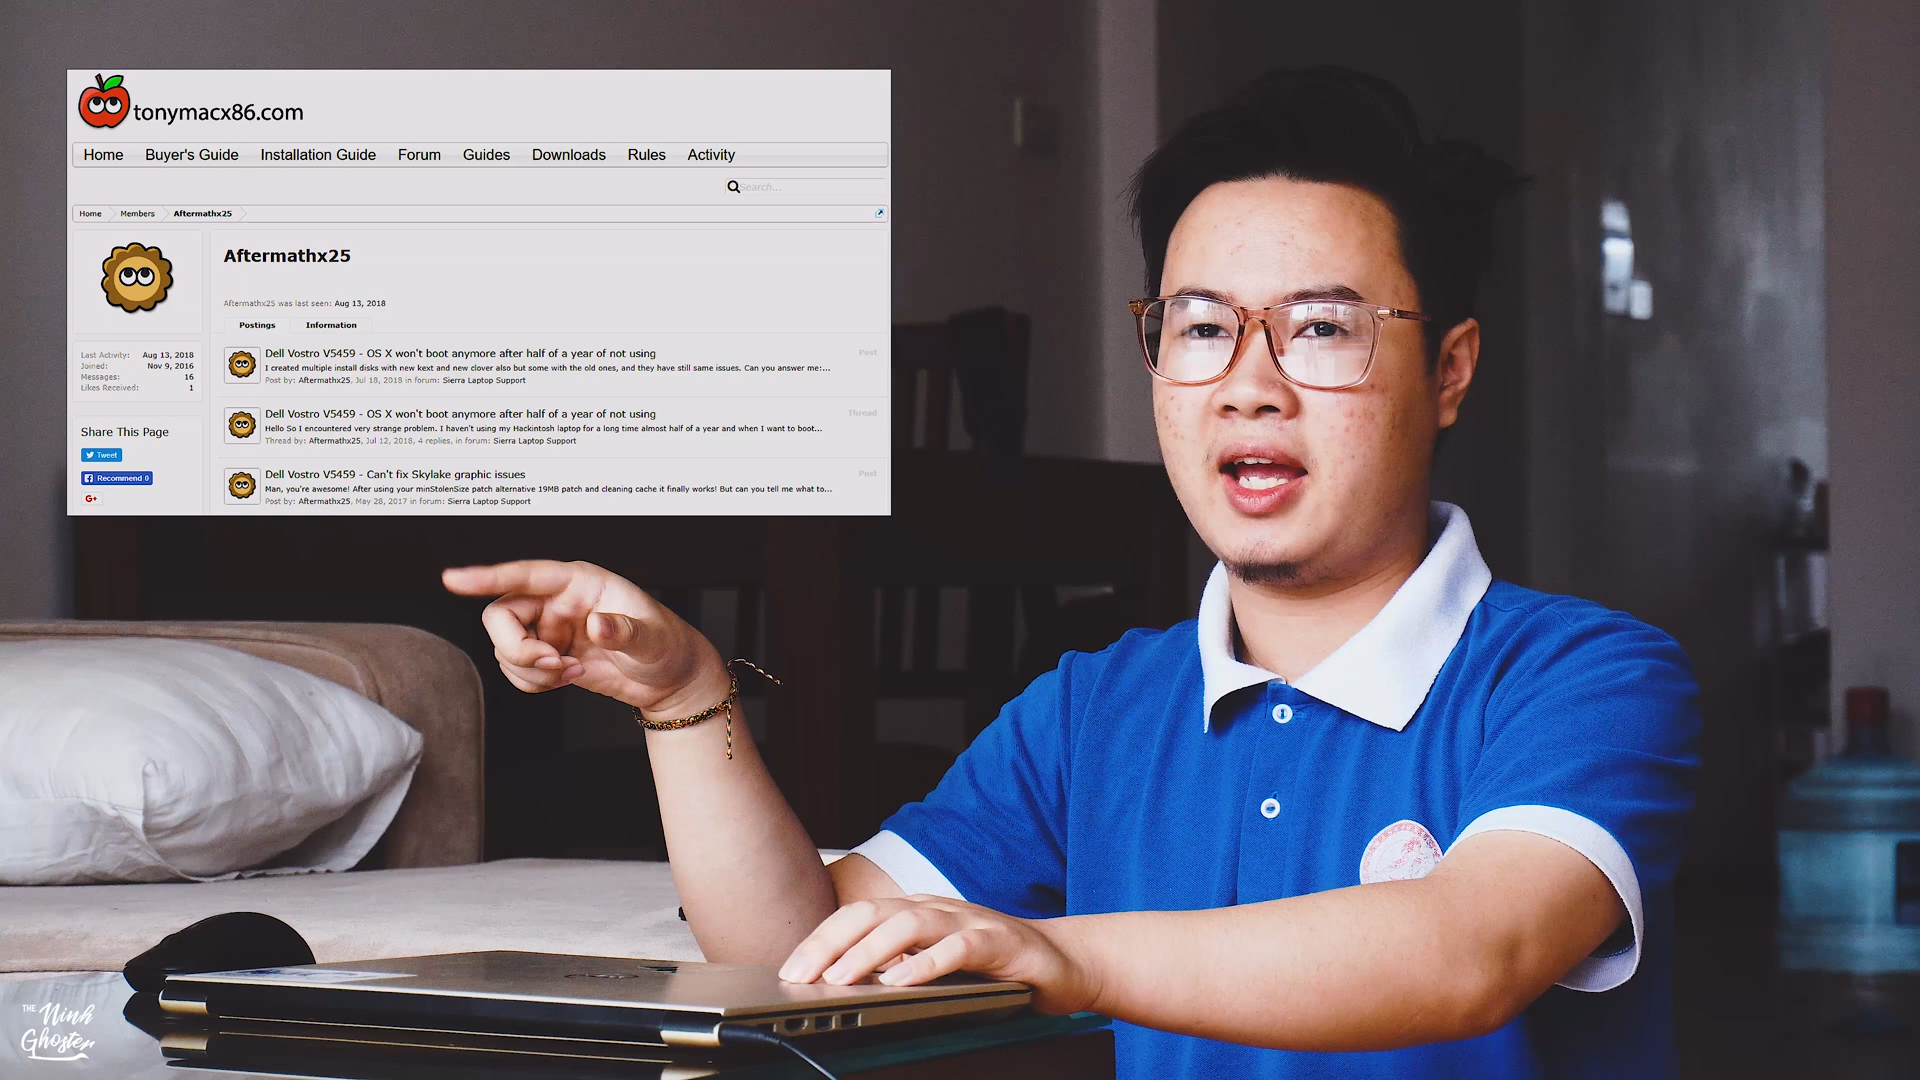 tonymacx86.com
Home Buyer's Guide Installation Guide Forum Guides Downloads Rules Activity
Search...
Home Members Aftermathx25
Aftermathx25
Aftermathx25 was last seen: Aug 13, 2018
Postings Information
Last Activity: Aug 13, 2018
Joined: Nov 9, 2016
Messages: 16
Likes Received: 1
Share This Page
Tweet
Recommend 0
G+
Dell Vostro V5459 - OS X won't boot anymore after half of a year of not using Post
I created multiple install disks with new kext and new clover also but some with the old ones, and they have still same issues. Can you answer me:...
Post by: Aftermathx25, Jul 18, 2018 in forum: Sierra Laptop Support
Dell Vostro V5459 - OS X won't boot anymore after half of a year of not using Thread
Hello So I encountered very strange problem. I haven't using my Hackintosh laptop for a long time almost half of a year and when I want to boot...
Thread by: Aftermathx25, Jul 12, 2018, 4 replies, in forum: Sierra Laptop Support
Dell Vostro V5459 - Can't fix Skylake graphic issues Post
Man, you're awesome! After using your minStolenSize patch alternative 19MB patch and cleaning cache it finally works! But can you tell me what to...
Post by: Aftermathx25, May 28, 2017 in forum: Sierra Laptop Support
THE Ninh
Ghoster